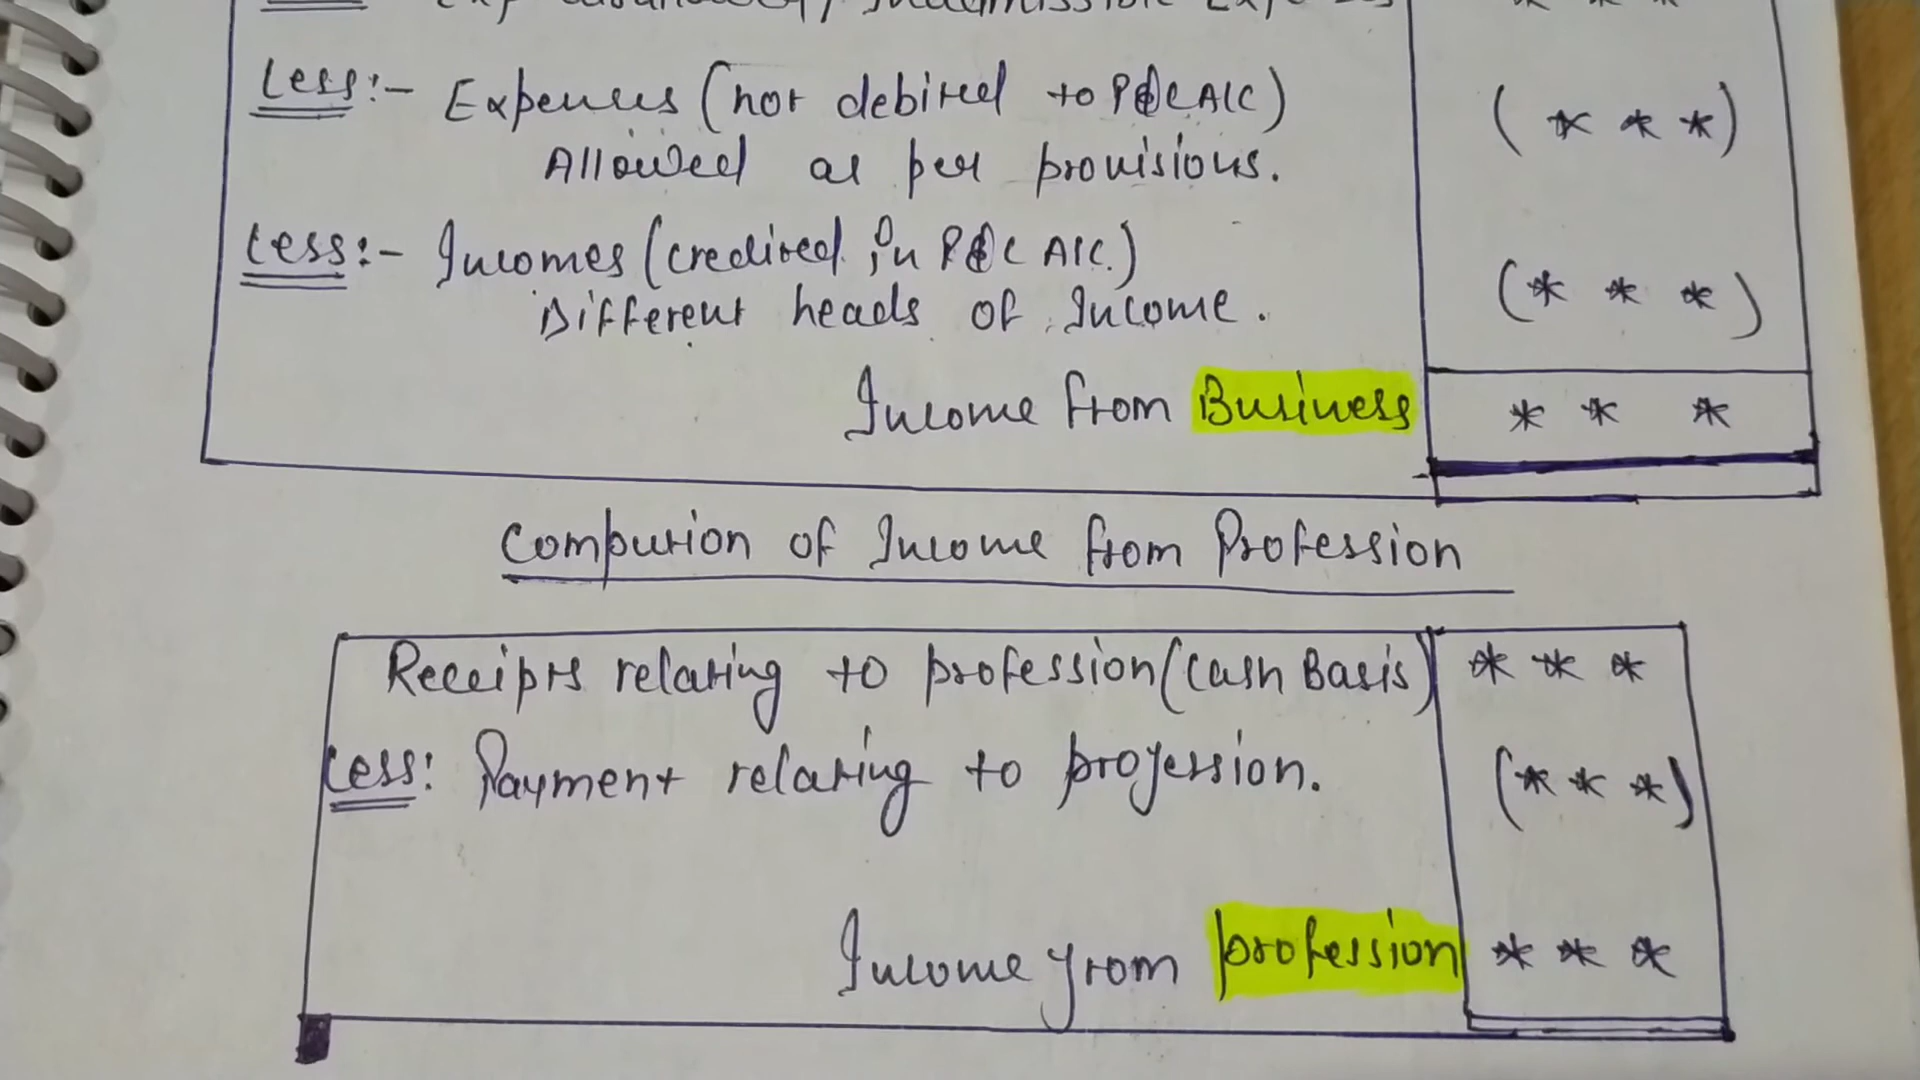 Less:- Expenses (not debited to P&L A/C) (***)
Allowed as per provisions.
Less:- Incomes (credited in P&L A/C.)
Different heads of Income. (***)
Income from Business ***
Compution of Income from Profession
Receipts relating to profession (Cash Basis) ***
Less: Payment relating to profession. (***)
Income from profession ***